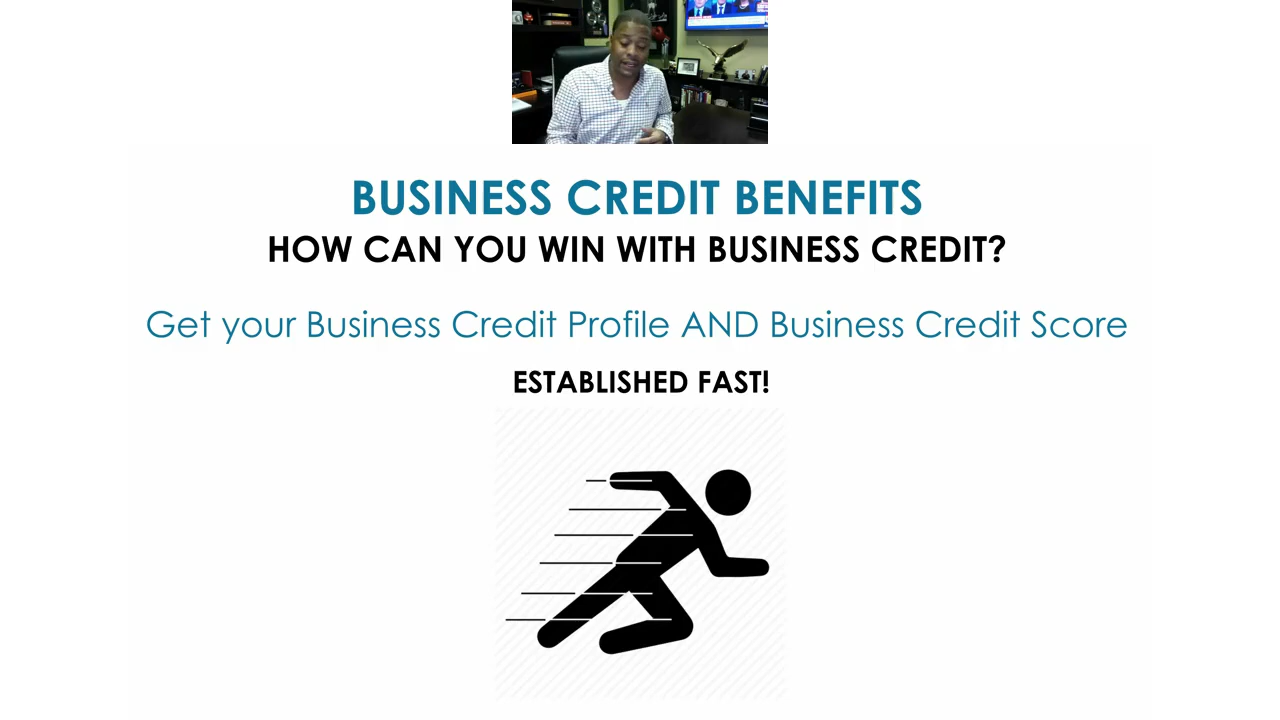 BUSINESS CREDIT BENEFITS
HOW CAN YOU WIN WITH BUSINESS CREDIT?
Get your Business Credit Profile AND Business Credit Score
ESTABLISHED FAST!